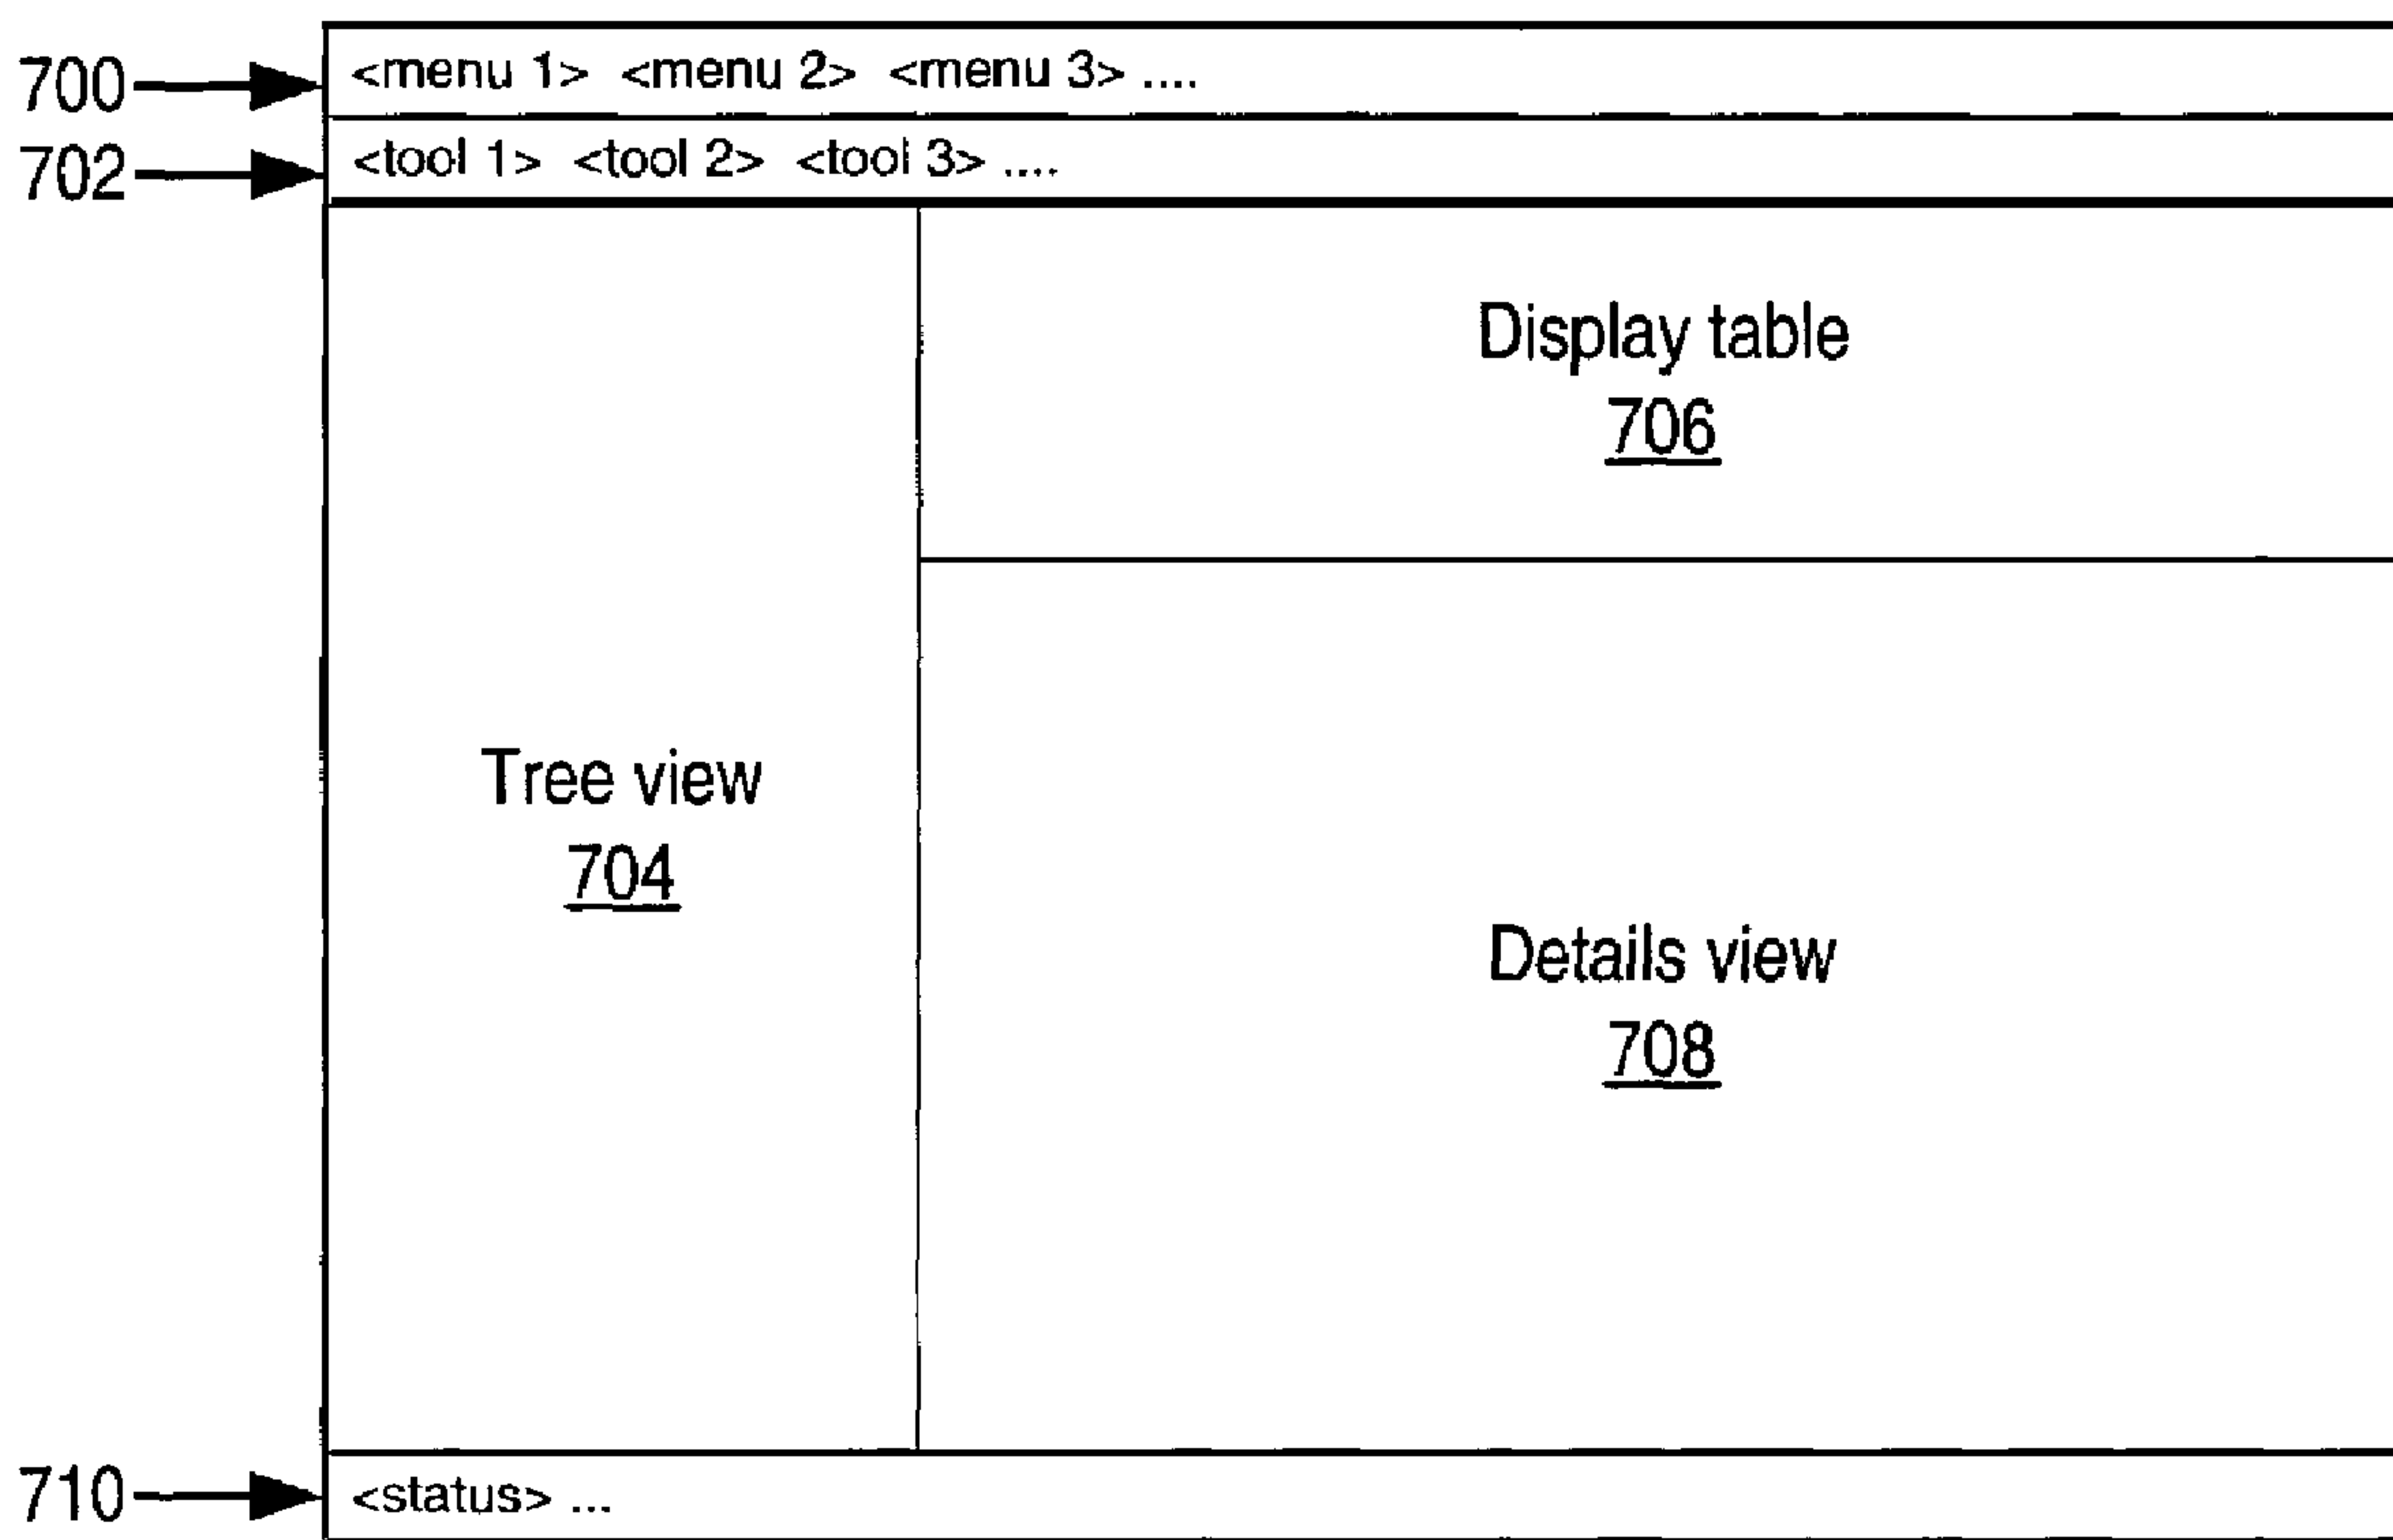 700
<menu 1> <menu 2> <menu 3> ....
702
<tool 1> <tool 2> <tool 3> ....
Display table
706
Tree view
704
Details view
708
710
<status> ...